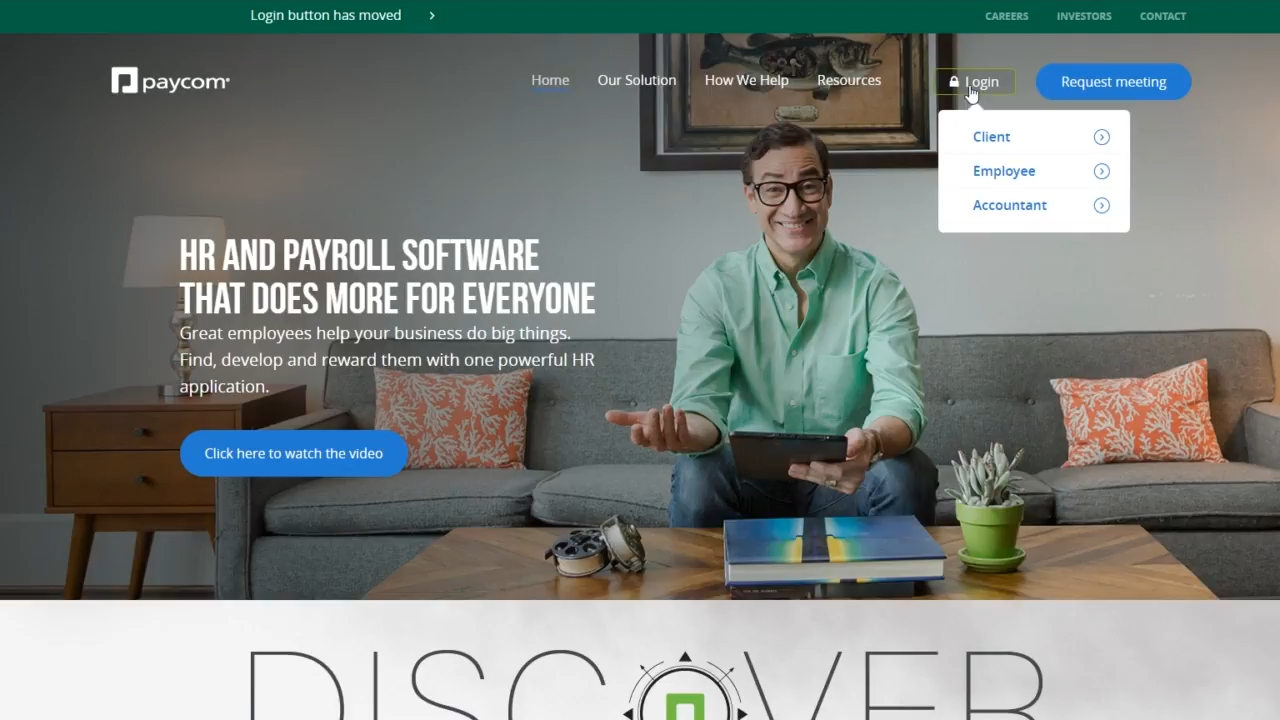 Login button has moved
CAREERS INVESTORS CONTACT
paycom
Home Our Solution How We Help Resources Login Request meeting
Client
Employee
Accountant
HR AND PAYROLL SOFTWARE
THAT DOES MORE FOR EVERYONE
Great employees help your business do big things.
Find, develop and reward them with one powerful HR
application.
Click here to watch the video
DISCOVER